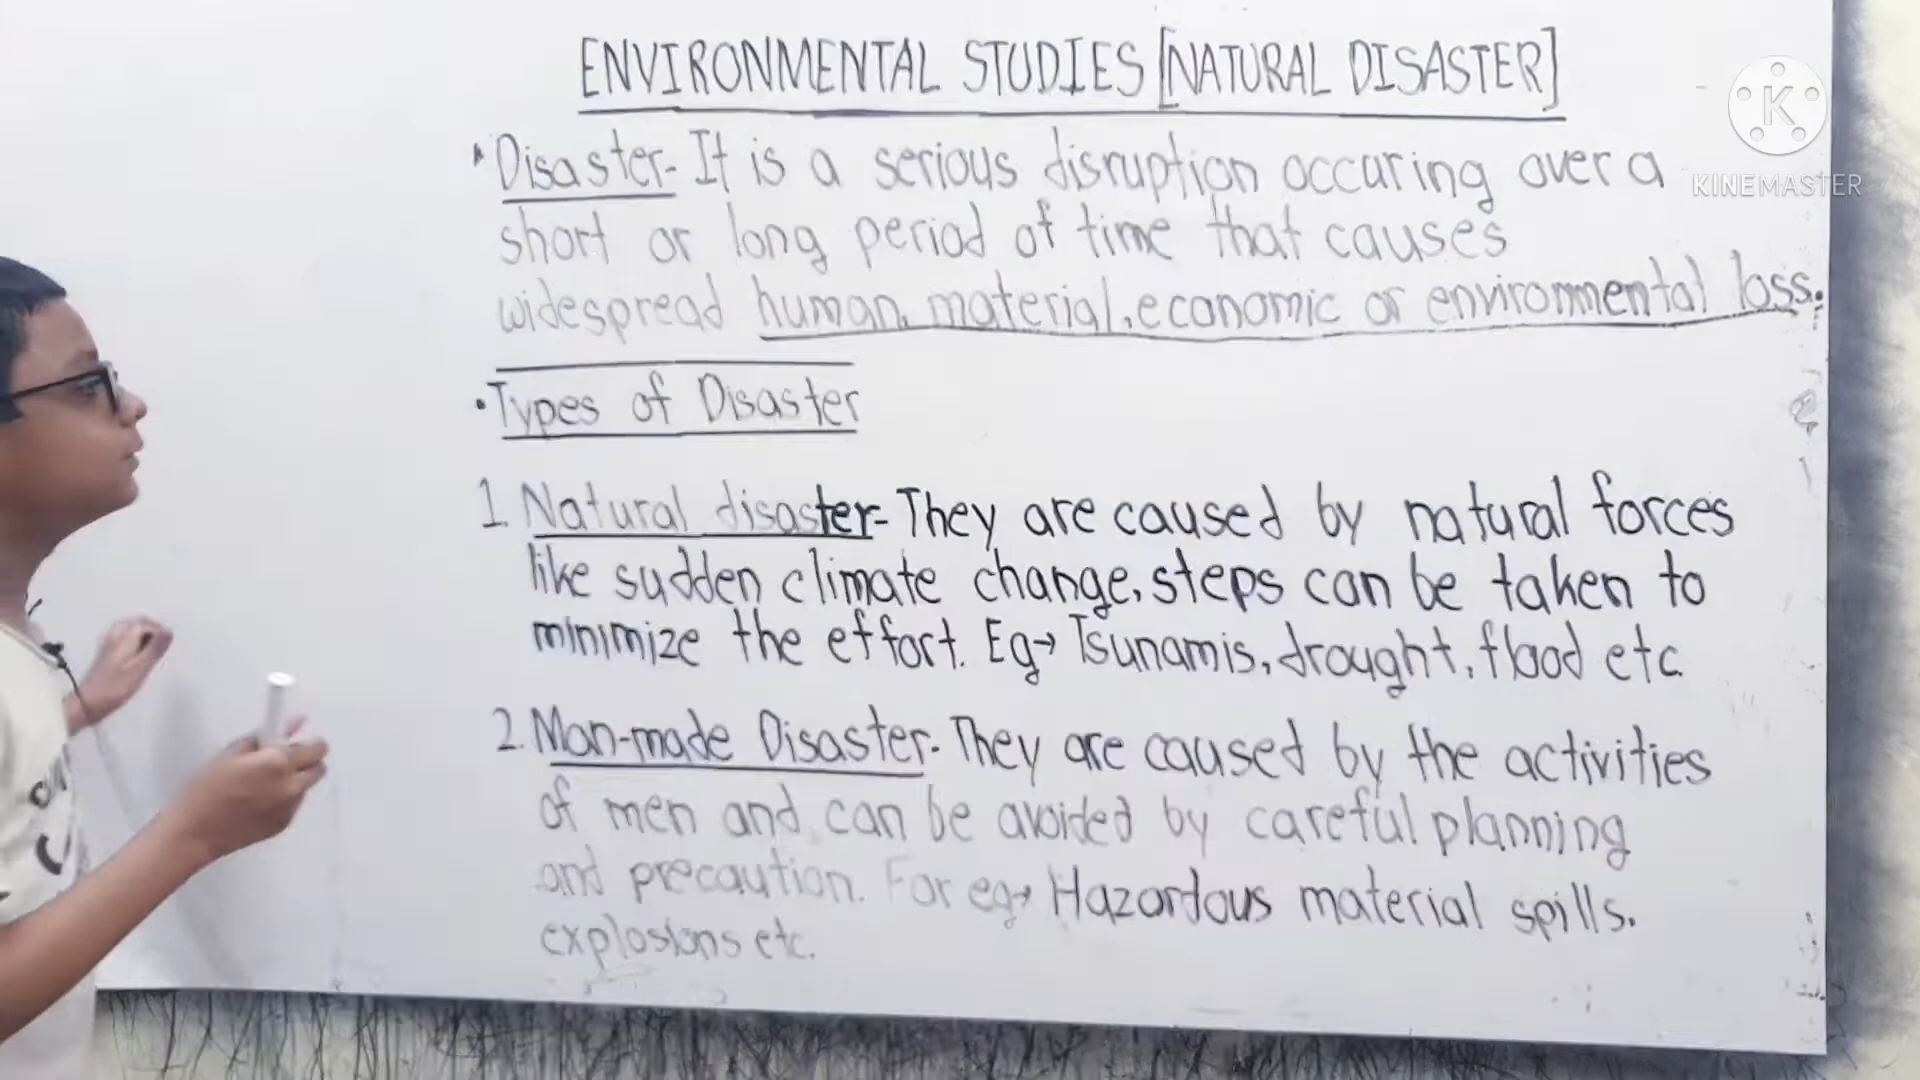 ENVIRONMENTAL STUDIES [NATURAL DISASTER]
K
KINEMASTER
Disaster- It is a serious disruption occuring over a
short or long period of time that causes
widespread human, material, economic or environmental loss.
• Types of Disaster
1. Natural disaster- They are caused by natural forces
like sudden climate change, steps can be taken to
minimize the effort. Eg→ Tsunamis, drought, flood etc.
2. Man-made Disaster- They are caused by the activities
of men and can be avoided by careful planning
and precaution. For eg→ Hazardous material spills,
explosions etc.